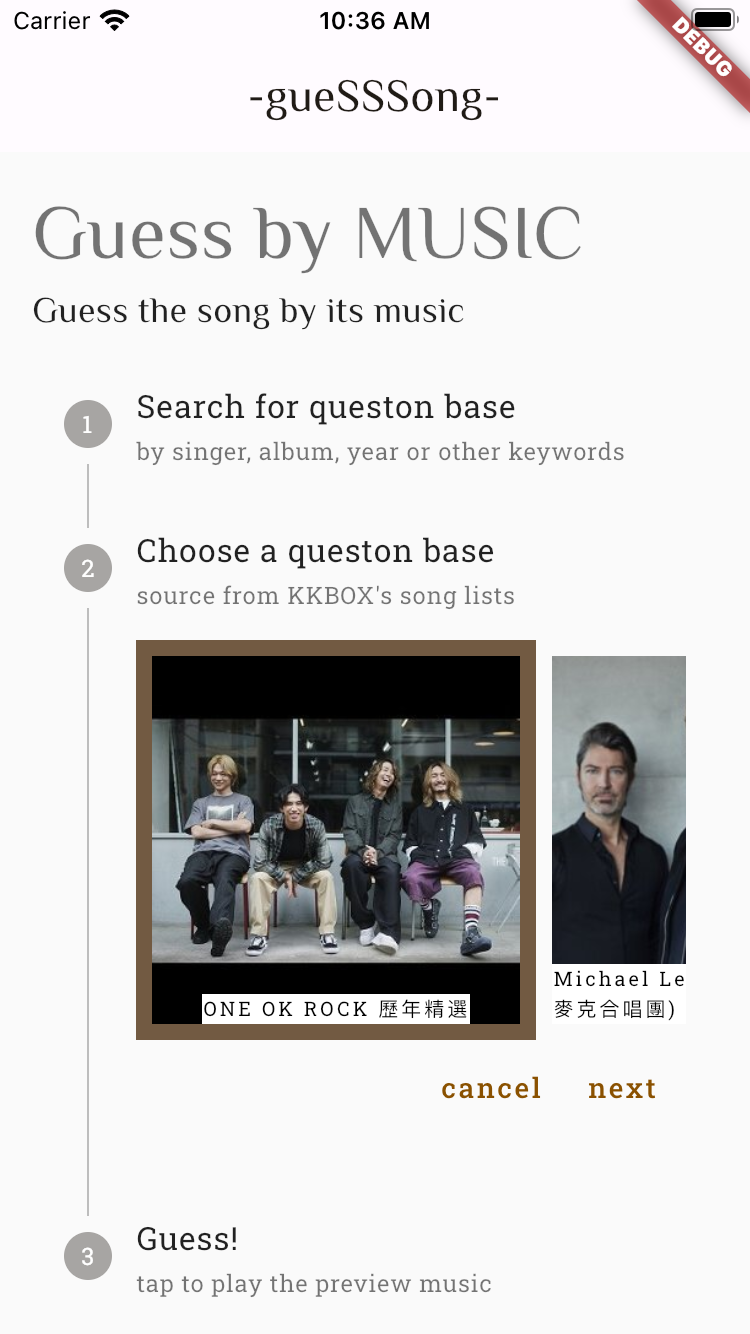 Carrier 10:36 AM
DEBUG
-gueSSSong-
Guess by MUSIC
Guess the song by its music
1 Search for queston base
by singer, album, year or other keywords
2 Choose a queston base
source from KKBOX's song lists
ONE OK ROCK 歷年精選
Michael Le
麥克合唱團)
cancel next
3 Guess!
tap to play the preview music